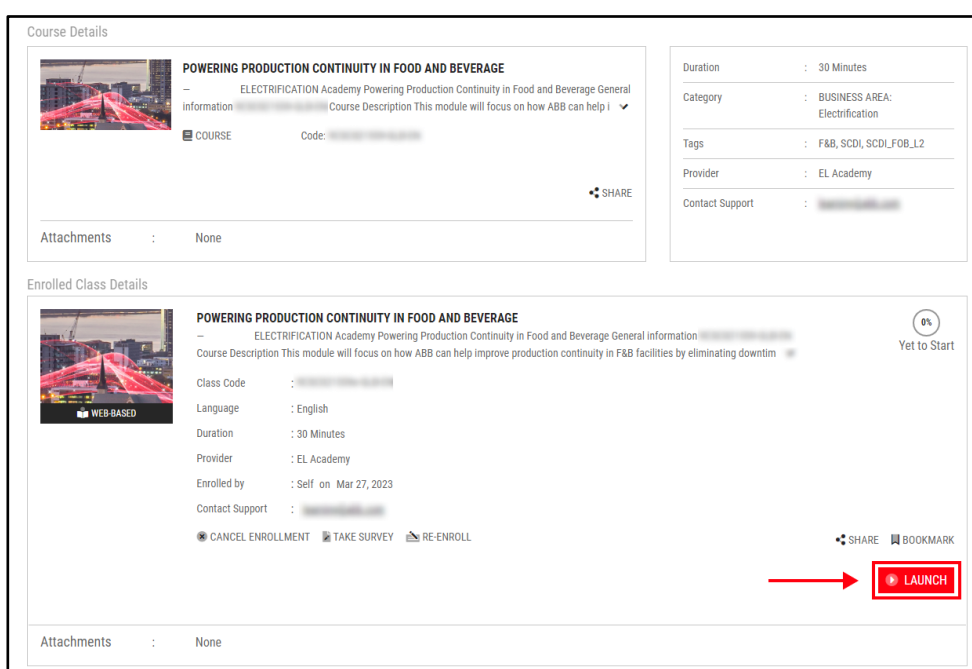 Course Details
POWERING PRODUCTION CONTINUITY IN FOOD AND BEVERAGE
– ELECTRIFICATION Academy Powering Production Continuity in Food and Beverage General
information Course Description This module will focus on how ABB can help i
COURSE Code:
SHARE
Attachments : None
Duration : 30 Minutes
Category : BUSINESS AREA:
Electrification
Tags : F&B, SCDI, SCDI_FOB_L2
Provider : EL Academy
Contact Support :
Enrolled Class Details
POWERING PRODUCTION CONTINUITY IN FOOD AND BEVERAGE
– ELECTRIFICATION Academy Powering Production Continuity in Food and Beverage General information
Course Description This module will focus on how ABB can help improve production continuity in F&B facilities by eliminating downtim
0%
Yet to Start
WEB-BASED
Class Code :
Language : English
Duration : 30 Minutes
Provider : EL Academy
Enrolled by : Self on Mar 27, 2023
Contact Support :
CANCEL ENROLLMENT TAKE SURVEY RE-ENROLL
SHARE BOOKMARK
LAUNCH
Attachments : None